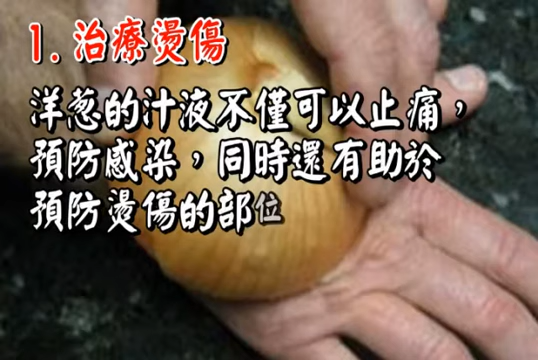 1.治療燙傷
洋葱的汁液不僅可以止痛，
預防感染，同時還有助於
預防燙傷的部位